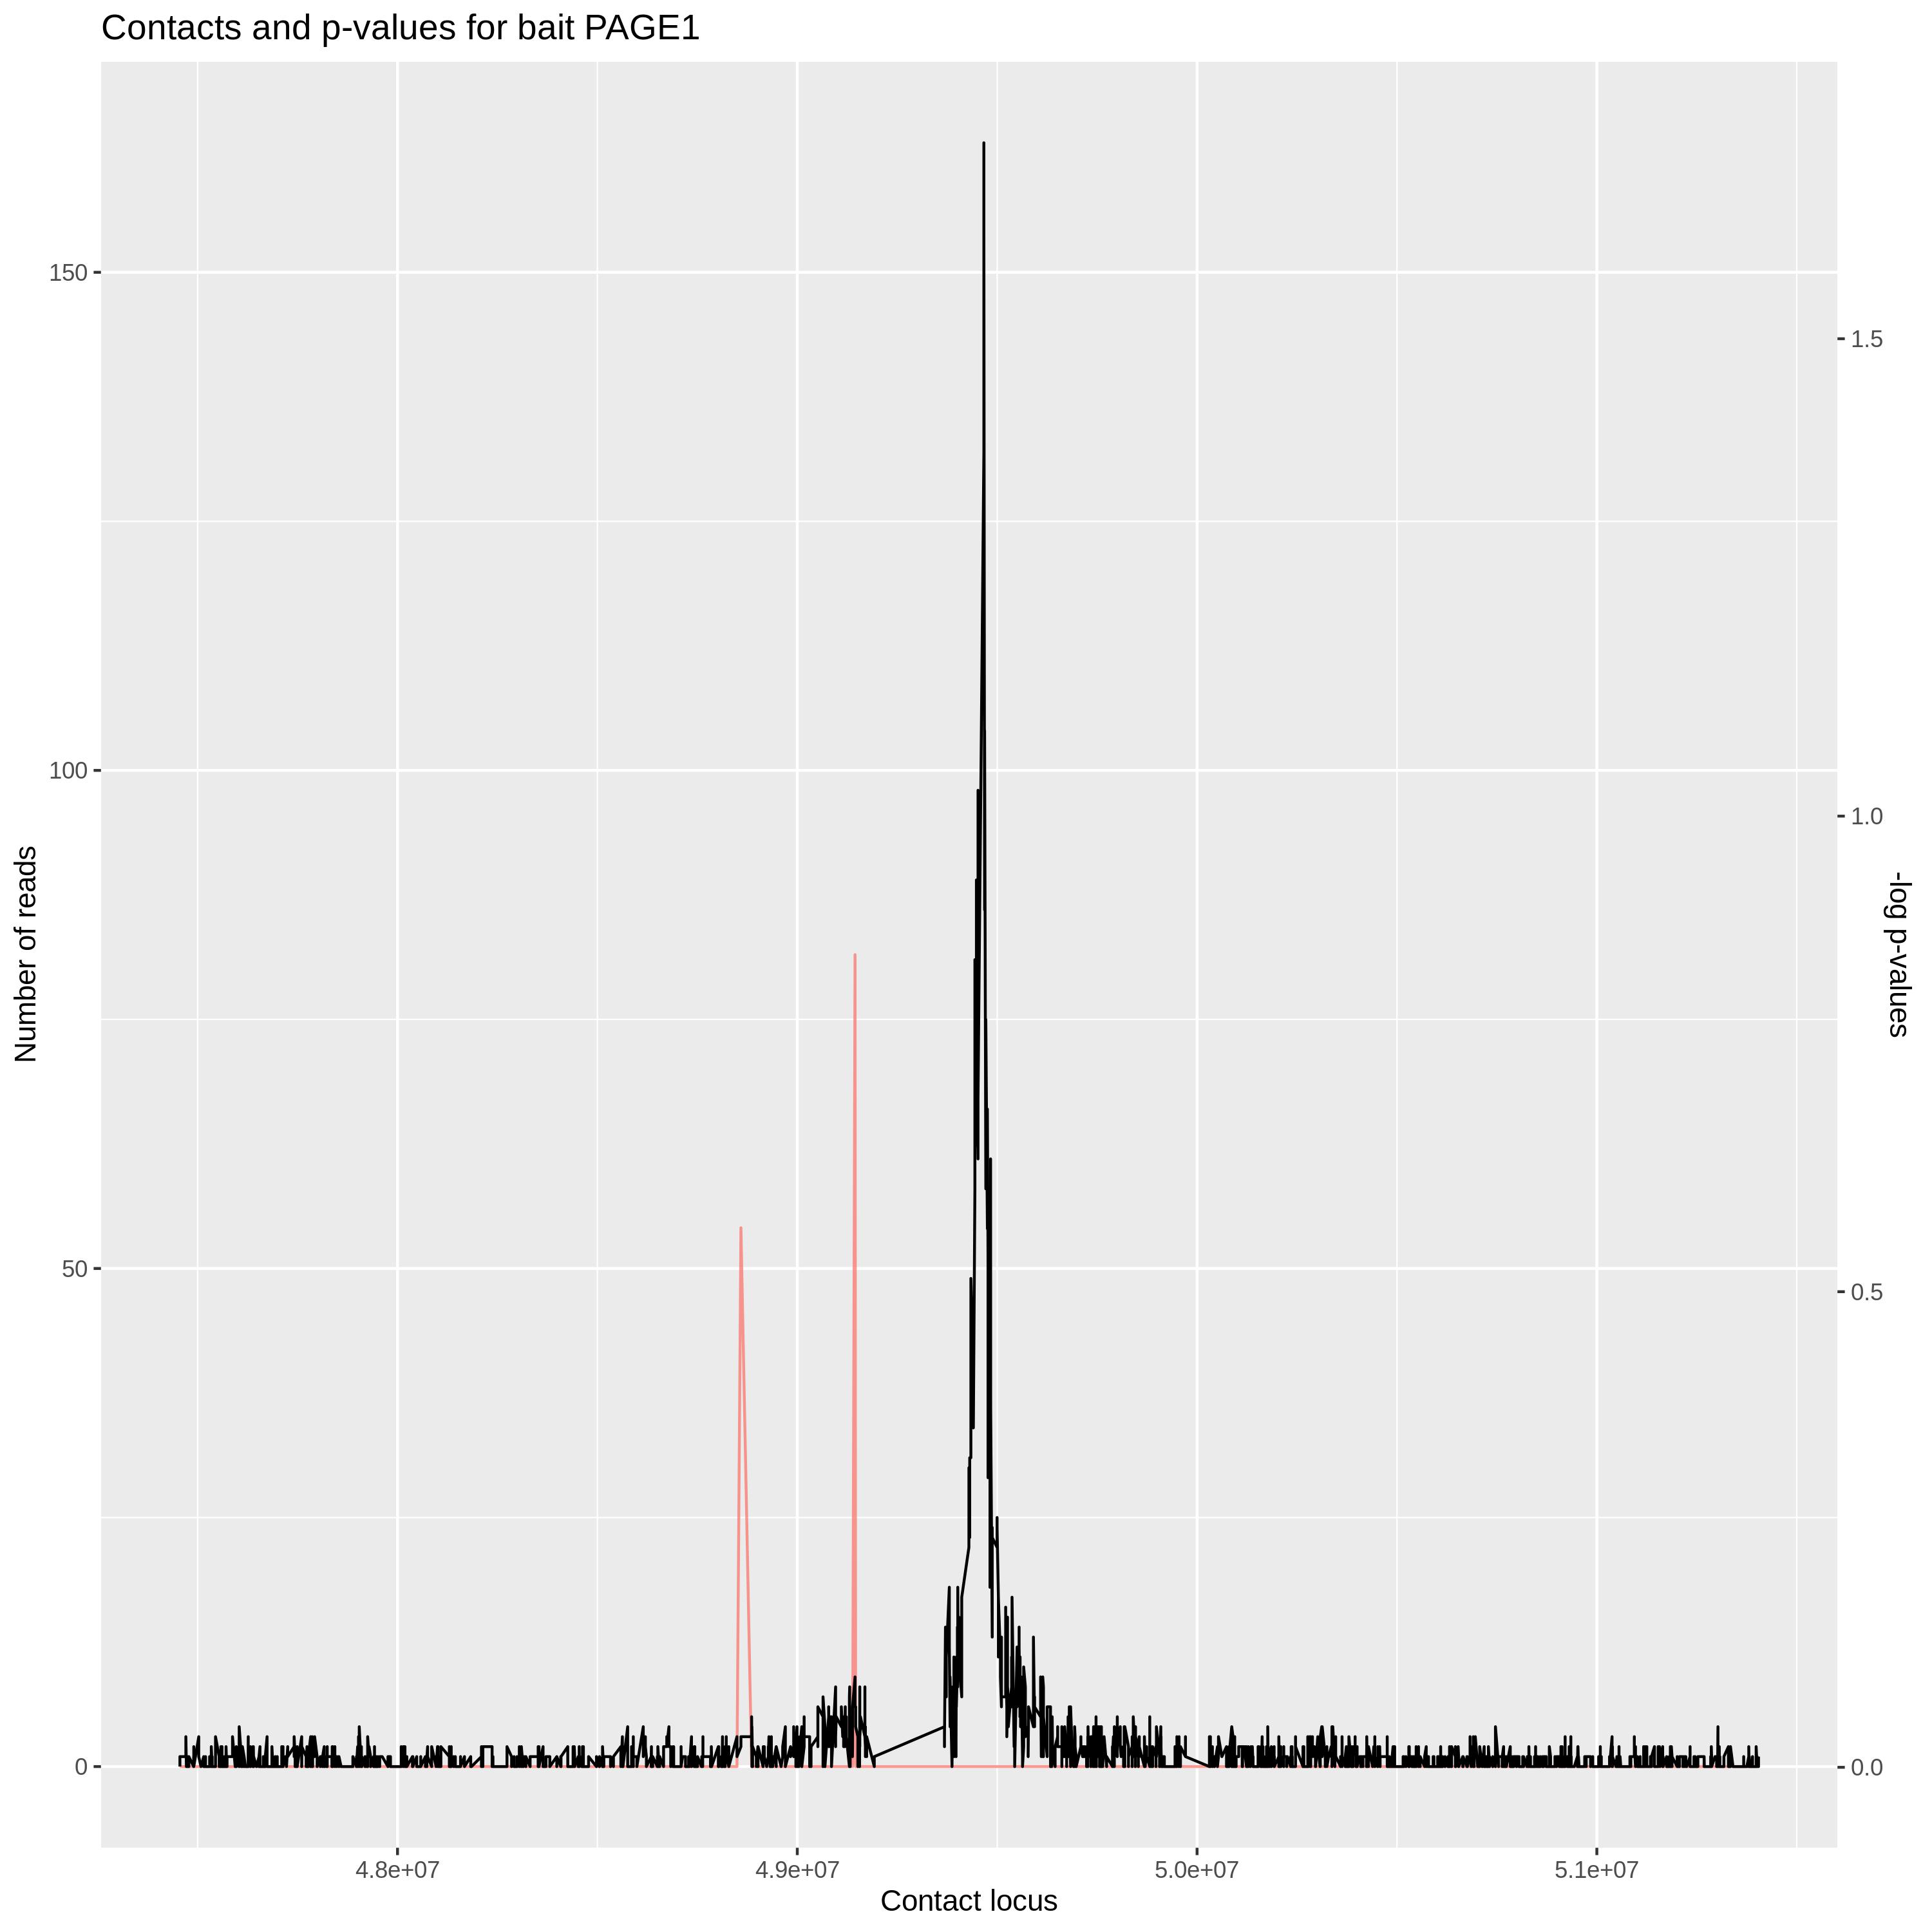 Contacts and p-values for bait PAGE1
150
100
50
0
Number of reads
1.5
1.0
0.5
0.0
-log p-values
4.8e+07
4.9e+07
5.0e+07
5.1e+07
Contact locus